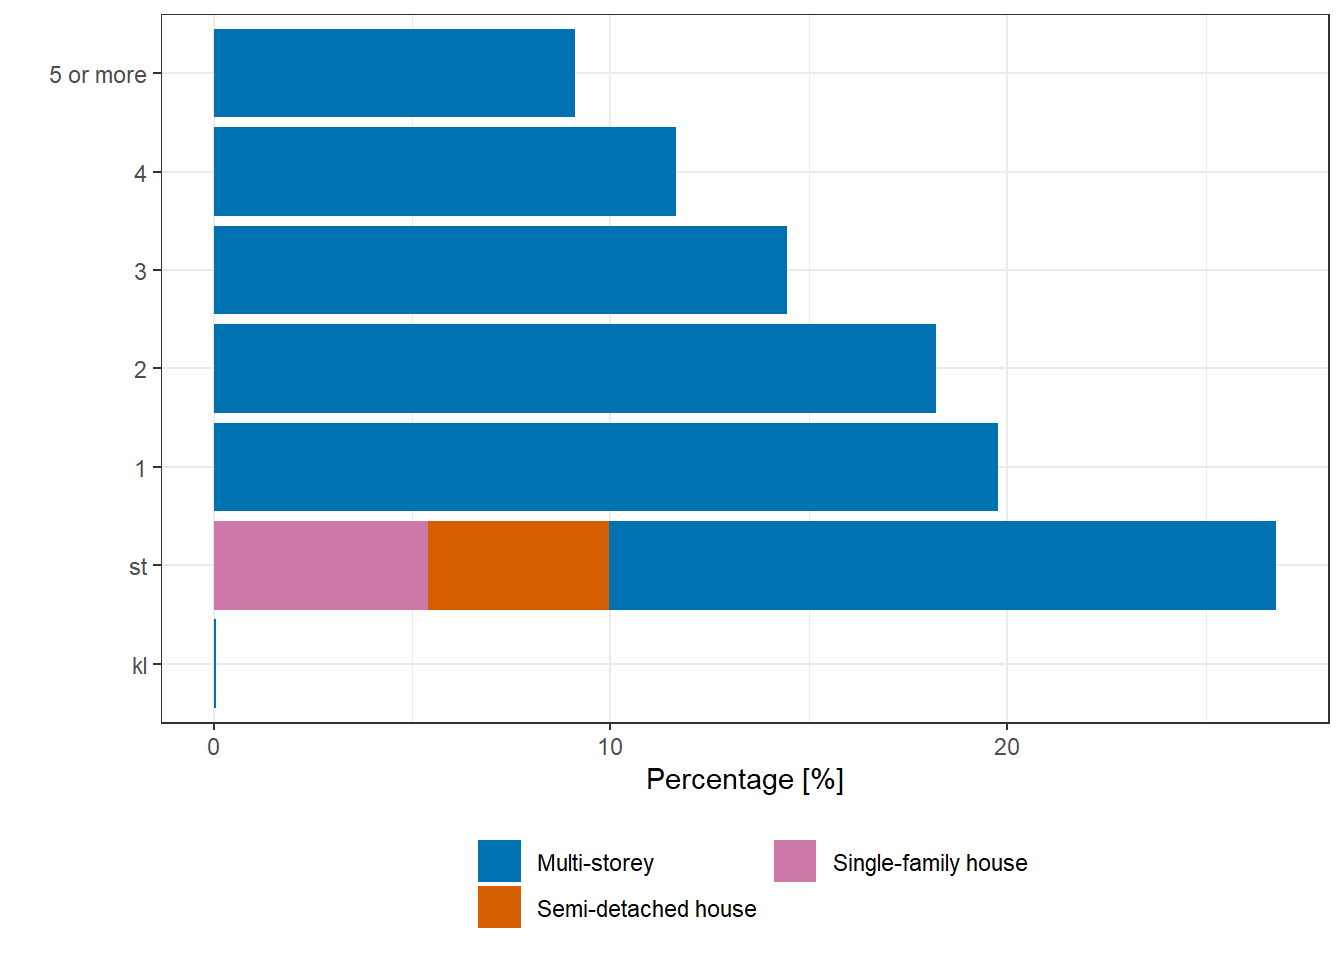 5 or more
4
3
2
1
st
kl
0 10 20
Percentage [%]
Multi-storey Single-family house
Semi-detached house